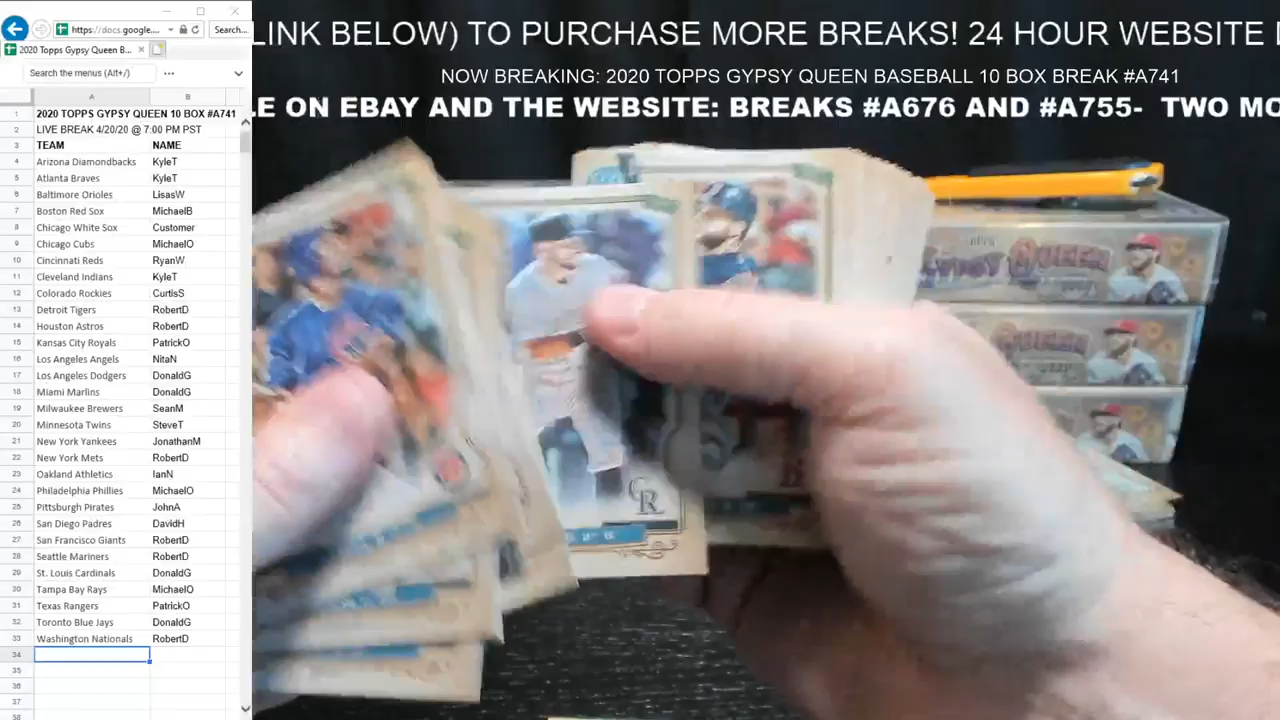 LINK BELOW) TO PURCHASE MORE BREAKS! 24 HOUR WEBSITE
NOW BREAKING: 2020 TOPPS GYPSY QUEEN BASEBALL 10 BOX BREAK #A741
LE ON EBAY AND THE WEBSITE: BREAKS #A676 AND #A755- TWO MO
https://docs.google.... Search...
2020 Topps Gypsy Queen B...
Search the menus (Alt+/)
A B
1 2020 TOPPS GYPSY QUEEN 10 BOX #A741
2 LIVE BREAK 4/20/20 @ 7:00 PM PST
3 TEAM NAME
4 Arizona Diamondbacks KyleT
5 Atlanta Braves KyleT
6 Baltimore Orioles LisasW
7 Boston Red Sox MichaelB
8 Chicago White Sox Customer
9 Chicago Cubs MichaelO
10 Cincinnati Reds RyanW
11 Cleveland Indians KyleT
12 Colorado Rockies CurtisS
13 Detroit Tigers RobertD
14 Houston Astros RobertD
15 Kansas City Royals PatrickO
16 Los Angeles Angels NitaN
17 Los Angeles Dodgers DonaldG
18 Miami Marlins DonaldG
19 Milwaukee Brewers SeanM
20 Minnesota Twins SteveT
21 New York Yankees JonathanM
22 New York Mets RobertD
23 Oakland Athletics IanN
24 Philadelphia Phillies MichaelO
25 Pittsburgh Pirates JohnA
26 San Diego Padres DavidH
27 San Francisco Giants RobertD
28 Seattle Mariners RobertD
29 St. Louis Cardinals DonaldG
30 Tampa Bay Rays MichaelO
31 Texas Rangers PatrickO
32 Toronto Blue Jays DonaldG
33 Washington Nationals RobertD
34
35
36
37
38
GYPSY QUEEN
CR